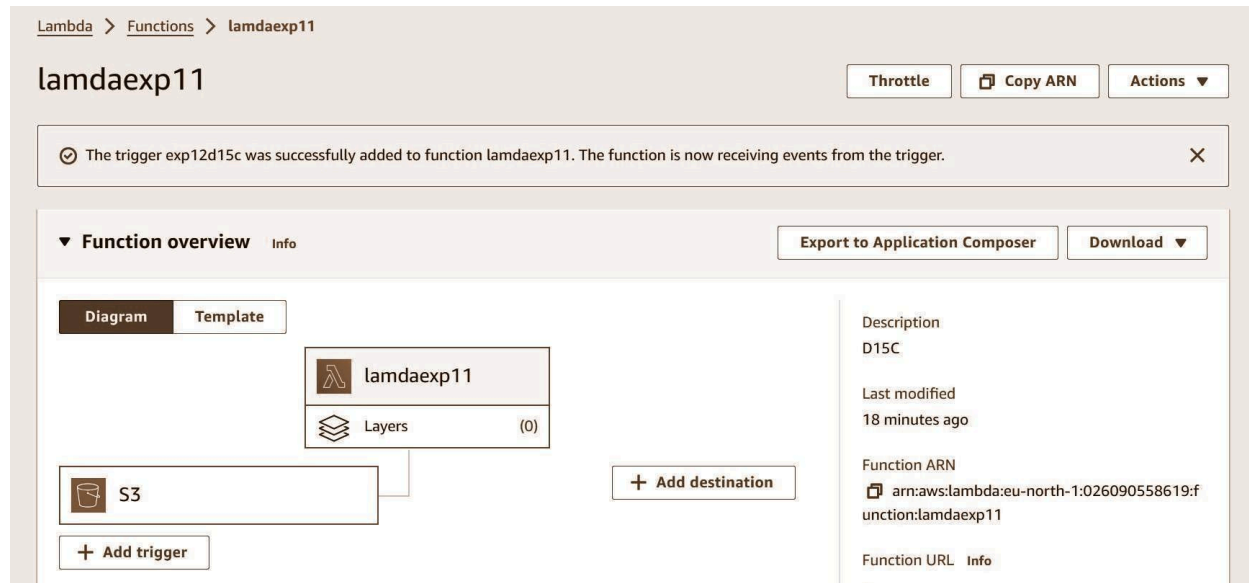 Lambda > Functions > lamdaexp11
lamdaexp11
Throttle
Copy ARN
Actions
The trigger exp12d15c was successfully added to function lamdaexp11. The function is now receiving events from the trigger.
Function overview Info
Export to Application Composer
Download
Diagram
Template
lamdaexp11
Layers (0)
S3
+ Add trigger
+ Add destination
Description
D15C
Last modified
18 minutes ago
Function ARN
arn:aws:lambda:eu-north-1:026090558619:f
unction:lamdaexp11
Function URL Info